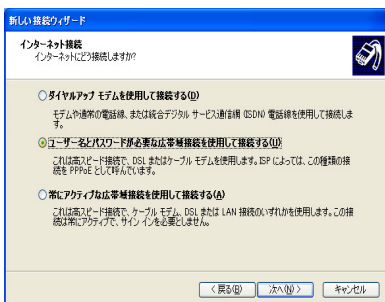 新しい接続ウィザード
インターネット接続
インターネットにどう接続しますか?
ダイヤルアップ モデムを使用して接続する(D)
モデムや通常の電話線、または統合デジタル サービス通信網 (ISDN) 電話線を使用して接続しま
す。
ユーザー名とパスワードが必要な広帯域接続を使用して接続する(U)
これは高スピード接続で、DSL またはケーブル モデムを使用します。ISP によっては、この種類の接
続を PPPoE として呼んでいます。
常にアクティブな広帯域接続を使用して接続する(A)
これは高スピード接続で、ケーブル モデム、DSL または LAN 接続のいずれかを使用します。この接
続は常にアクティブで、サイン インを必要としません。
< 戻る(B)
次へ(N) >
キャンセル